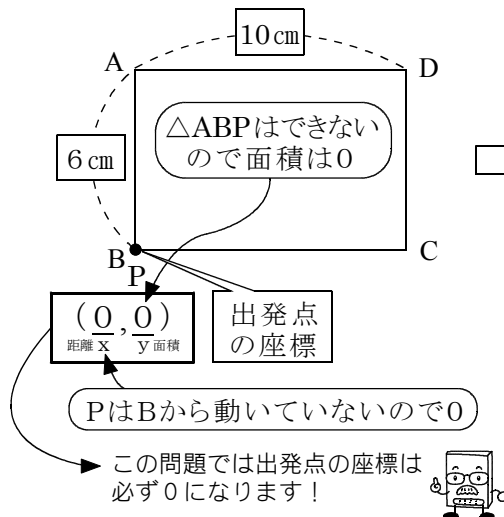 10cm
A
D
△ABPはできない
ので面積は0
6cm
B
C
P
(0,0)
距離 x y 面積
出発点
の座標
PはBから動いていないので0
この問題では出発点の座標は
必ず0になります！